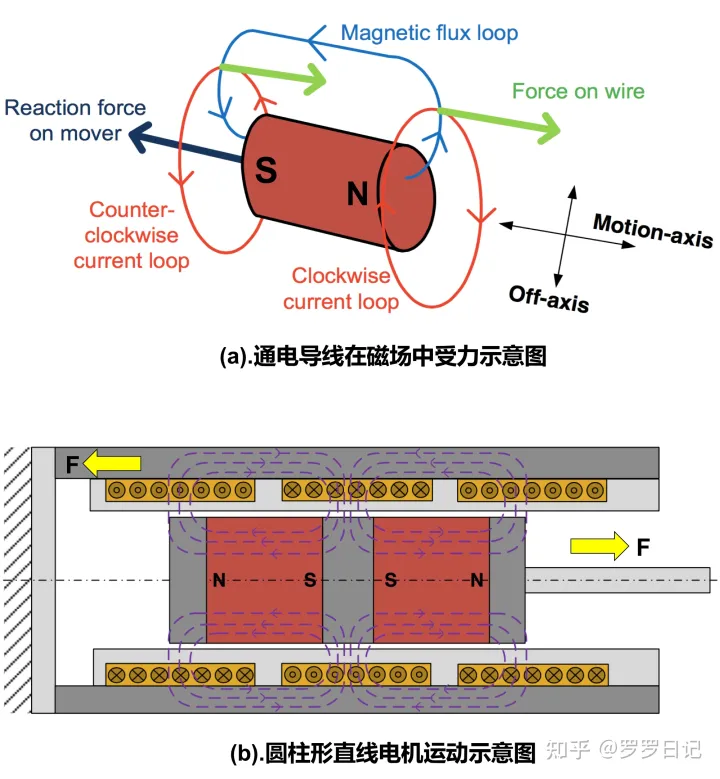 Magnetic flux loop
Force on wire
Reaction force
on mover
S
N
Counter-
clockwise
current loop
Clockwise
current loop
Motion-axis
Off-axis
(a).通电导线在磁场中受力示意图
F
F
N
S
S
N
(b).圆柱形直线电机运动示意图
知乎 @罗罗日记